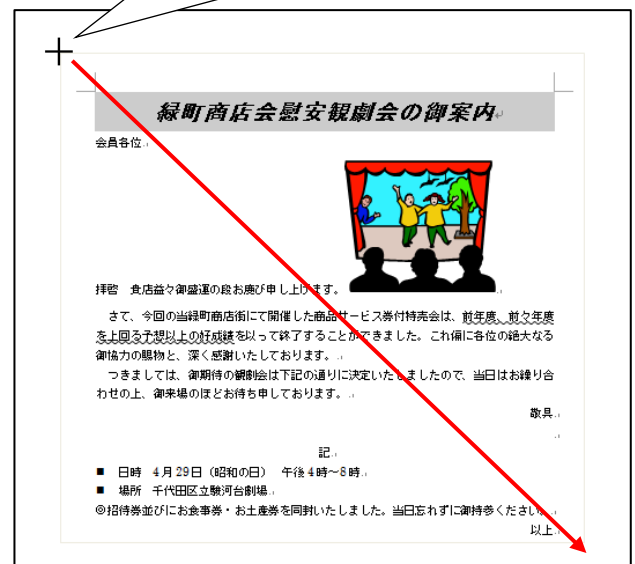 緑町商店会慰安観劇会の御案内
会員各位
拝啓 貴店益々御盛運の段お慶び申し上げます。
さて、今回の当緑町商店街にて開催した商品サービス券付特売会は、前年度、前々年度
を上回る予想以上の好成績を以って終了することができました。これ偏に各位の絶大なる
御協力の賜物と、深く感謝いたしております。
つきましては、御期待の観劇会は下記の通りに決定いたしましたので、当日はお繰り合
わせの上、御来場のほどお待ち申しております。
敬具
記
■ 日時 4月29日（昭和の日） 午後4時～8時
■ 場所 千代田区立駿河台劇場
◎招待券並びにお食事券・お土産券を同封いたしました。当日忘れずに御持参ください。
以上